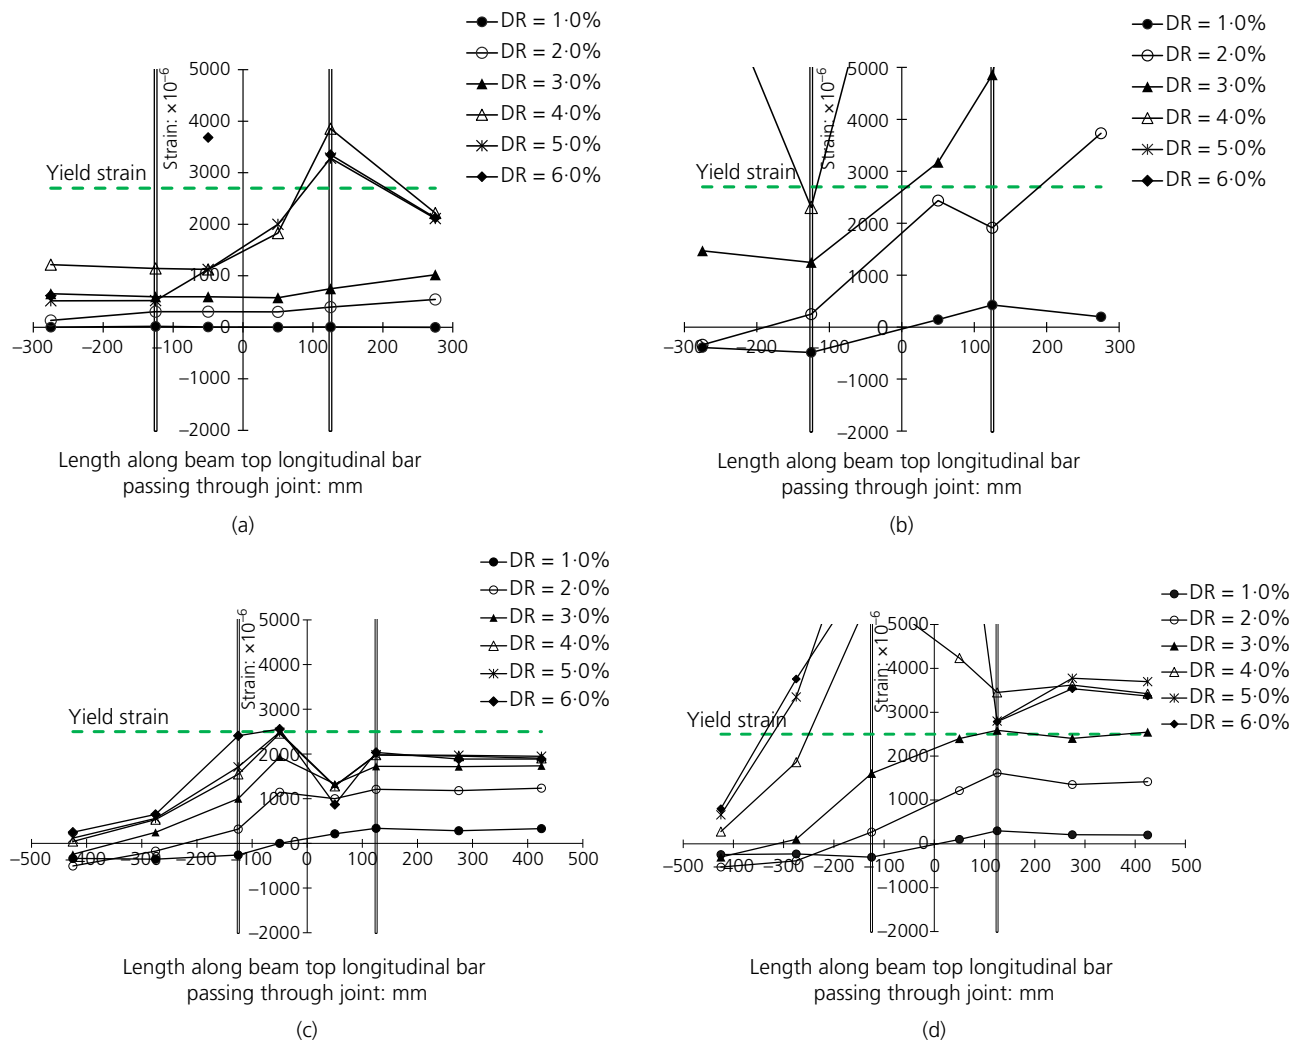 DR = 1·0%
DR = 2·0%
DR = 3·0%
DR = 4·0%
DR = 5·0%
DR = 6·0%
Strain: ×10–6
5000
4000
3000
2000
1000
0
–1000
–2000
Yield strain
–300 –200 –100 0 100 200 300
Length along beam top longitudinal bar
passing through joint: mm
(a)
DR = 1·0%
DR = 2·0%
DR = 3·0%
DR = 4·0%
DR = 5·0%
DR = 6·0%
Strain: ×10–6
5000
4000
3000
2000
1000
0
–1000
–2000
Yield strain
–300 –200 –100 0 100 200 300
Length along beam top longitudinal bar
passing through joint: mm
(b)
DR = 1·0%
DR = 2·0%
DR = 3·0%
DR = 4·0%
DR = 5·0%
DR = 6·0%
Strain: ×10–6
5000
4000
3000
2000
1000
0
–1000
–2000
Yield strain
–500 –400 –300 –200 –100 0 100 200 300 400 500
Length along beam top longitudinal bar
passing through joint: mm
(c)
DR = 1·0%
DR = 2·0%
DR = 3·0%
DR = 4·0%
DR = 5·0%
DR = 6·0%
Strain: ×10–6
5000
4000
3000
2000
1000
0
–1000
–2000
Yield strain
–500 –400 –300 –200 –100 0 100 200 300 400 500
Length along beam top longitudinal bar
passing through joint: mm
(d)